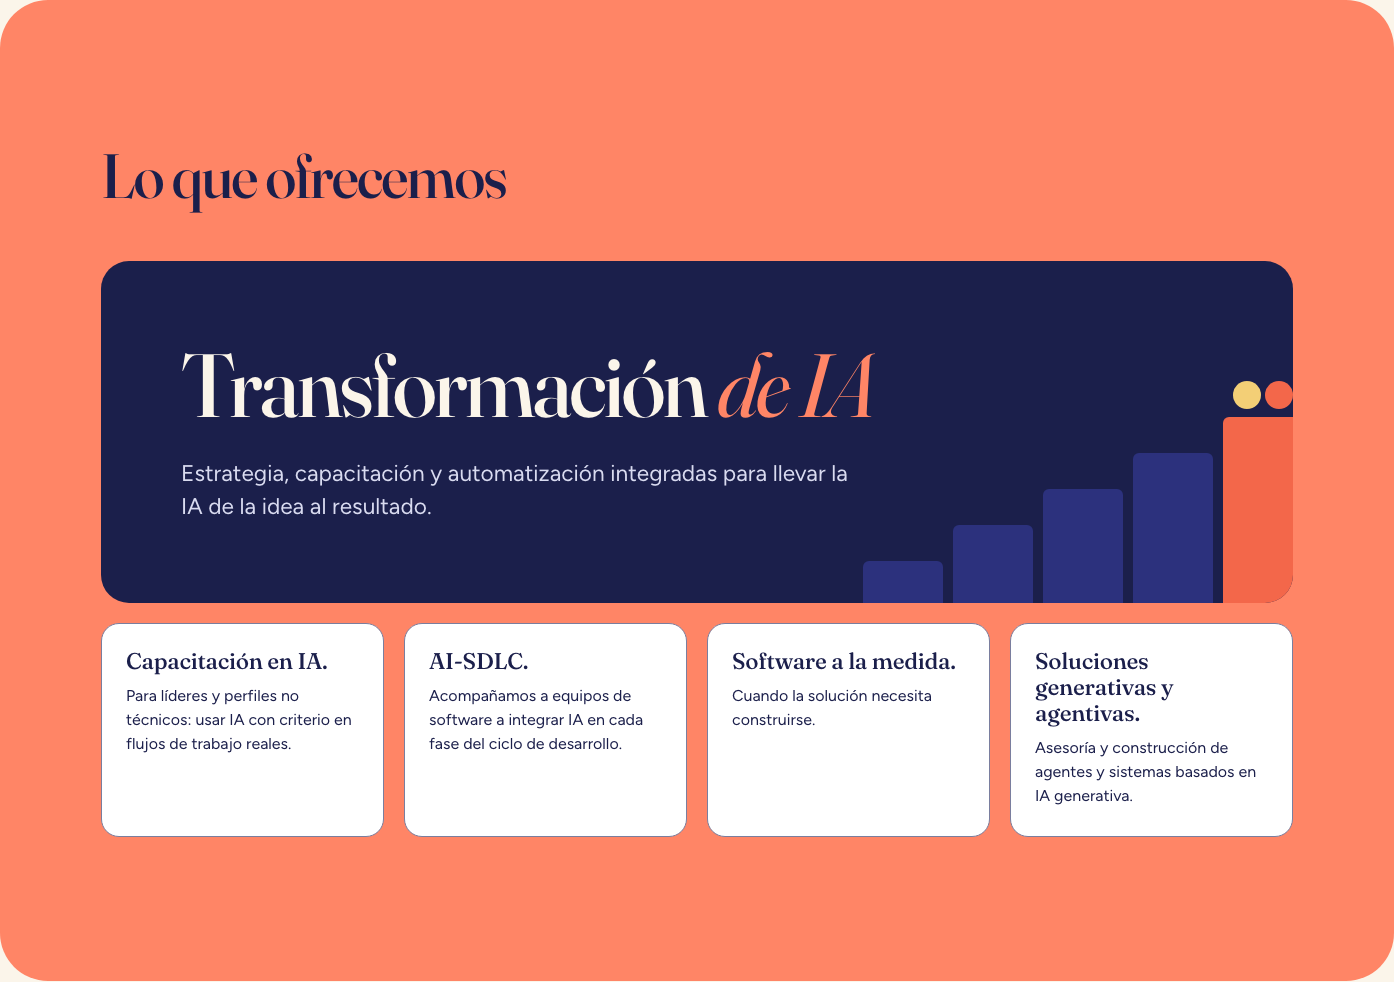 Lo que ofrecemos
Transformación de IA
Estrategia, capacitación y automatización integradas para llevar la
IA de la idea al resultado.
Capacitación en IA.
Para líderes y perfiles no
técnicos: usar IA con criterio en
flujos de trabajo reales.
AI-SDLC.
Acompañamos a equipos de
software a integrar IA en cada
fase del ciclo de desarrollo.
Software a la medida.
Cuando la solución necesita
construirse.
Soluciones
generativas y
agentivas.
Asesoría y construcción de
agentes y sistemas basados en
IA generativa.